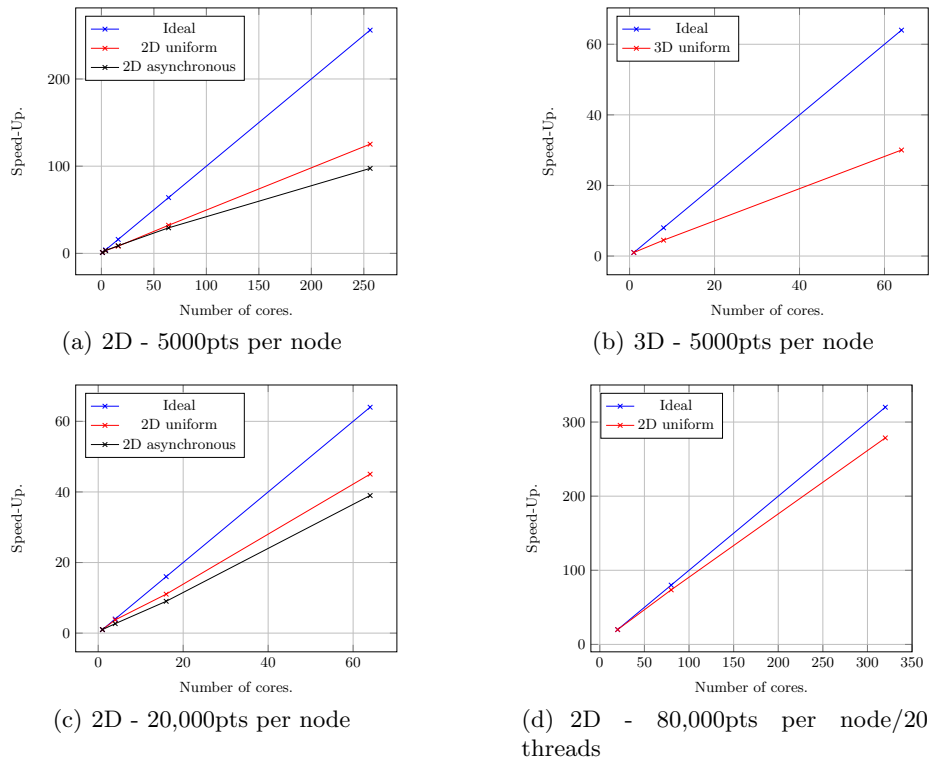 Ideal
2D uniform
2D asynchronous
200
100
0
Speed-Up.
0 50 100 150 200 250
Number of cores.
(a) 2D - 5000pts per node
Ideal
3D uniform
60
40
20
0
Speed-Up.
0 20 40 60
Number of cores.
(b) 3D - 5000pts per node
Ideal
2D uniform
2D asynchronous
60
40
20
0
Speed-Up.
0 20 40 60
Number of cores.
(c) 2D - 20,000pts per node
Ideal
2D uniform
300
200
100
0
Speed-Up.
0 50 100 150 200 250 300 350
Number of cores.
(d) 2D - 80,000pts per node/20
threads